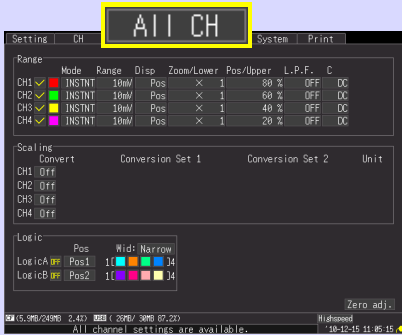 Setting CH All CH System Print
Range
Mode Range Disp Zoom/Lower Pos/Upper L.P.F. C
CH1 INSTNT 10mV Pos × 1 80 % OFF DC
CH2 INSTNT 10mV Pos × 1 60 % OFF DC
CH3 INSTNT 10mV Pos × 1 40 % OFF DC
CH4 INSTNT 10mV Pos × 1 20 % OFF DC
Scaling
Convert Conversion Set 1 Conversion Set 2 Unit
CH1 Off
CH2 Off
CH3 Off
CH4 Off
Logic
Pos Wid: Narrow
LogicA OFF Pos1 1[ ]4
LogicB OFF Pos2 1[ ]4
Zero adj.
CF (5.9MB/249MB 2.4%) USB ( 26MB/ 30MB 87.2%) Highspeed
All channel settings are available. '10-12-15 11:05:15